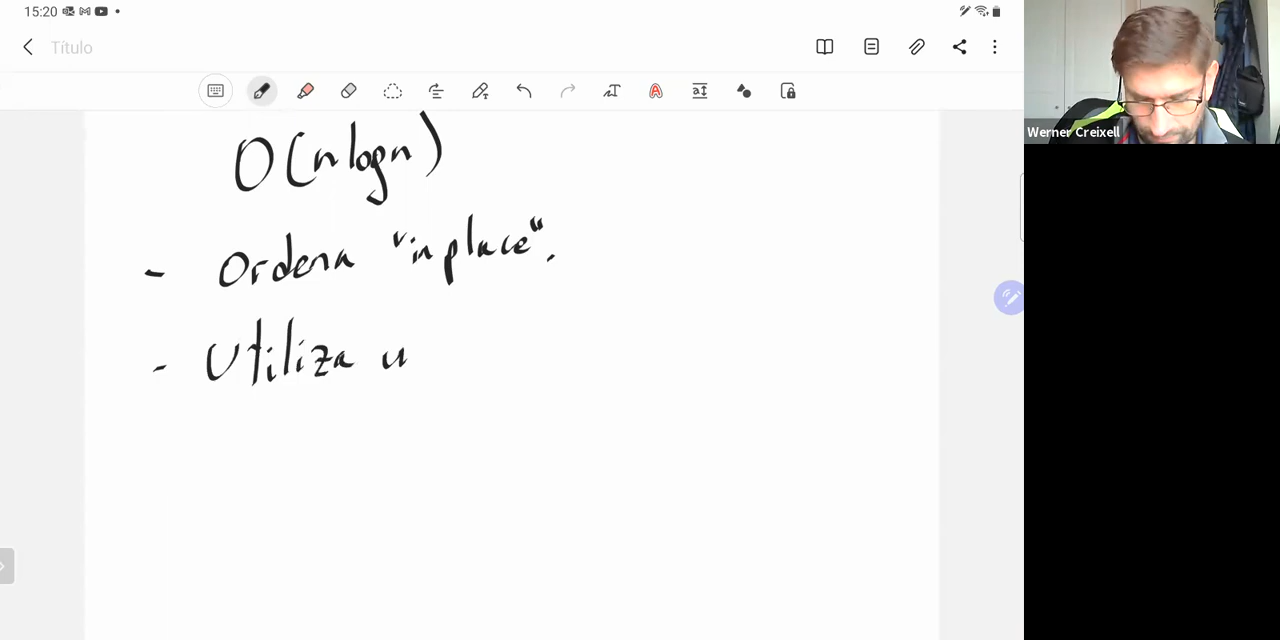 15:20
Título
Werner Creixell
O(n logn)
- Ordena "in place".
- Utiliza u